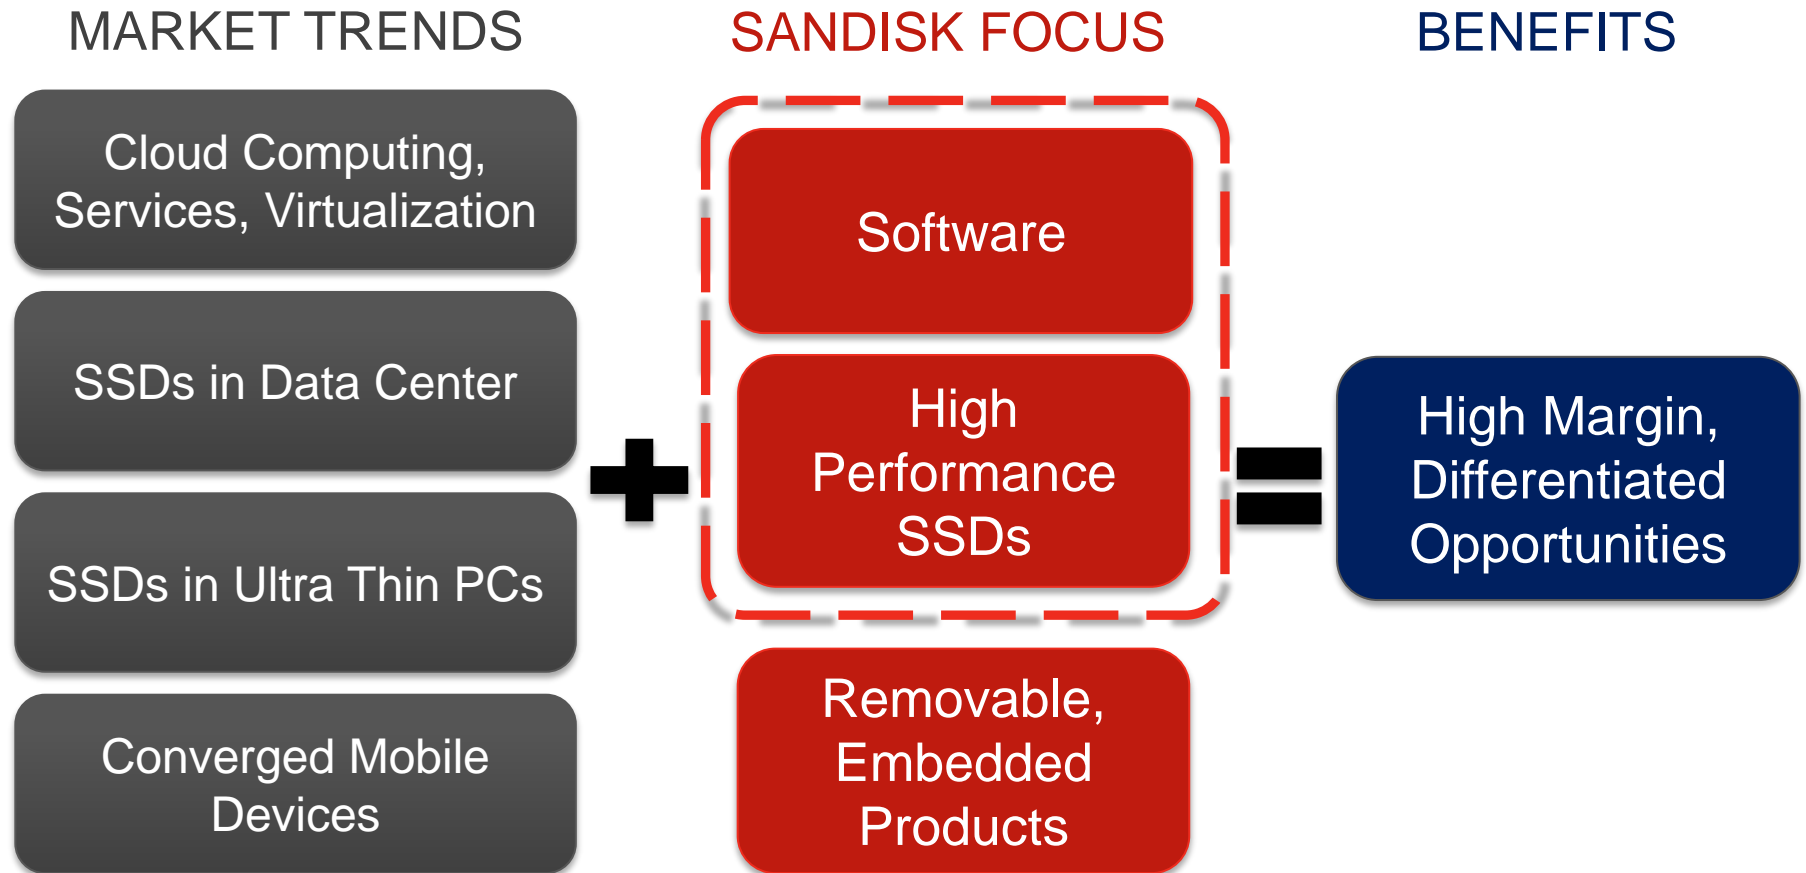 MARKET TRENDS
Cloud Computing,
Services, Virtualization
SSDs in Data Center
SSDs in Ultra Thin PCs
Converged Mobile
Devices
SANDISK FOCUS
Software
High
Performance
SSDs
Removable,
Embedded
Products
BENEFITS
High Margin,
Differentiated
Opportunities